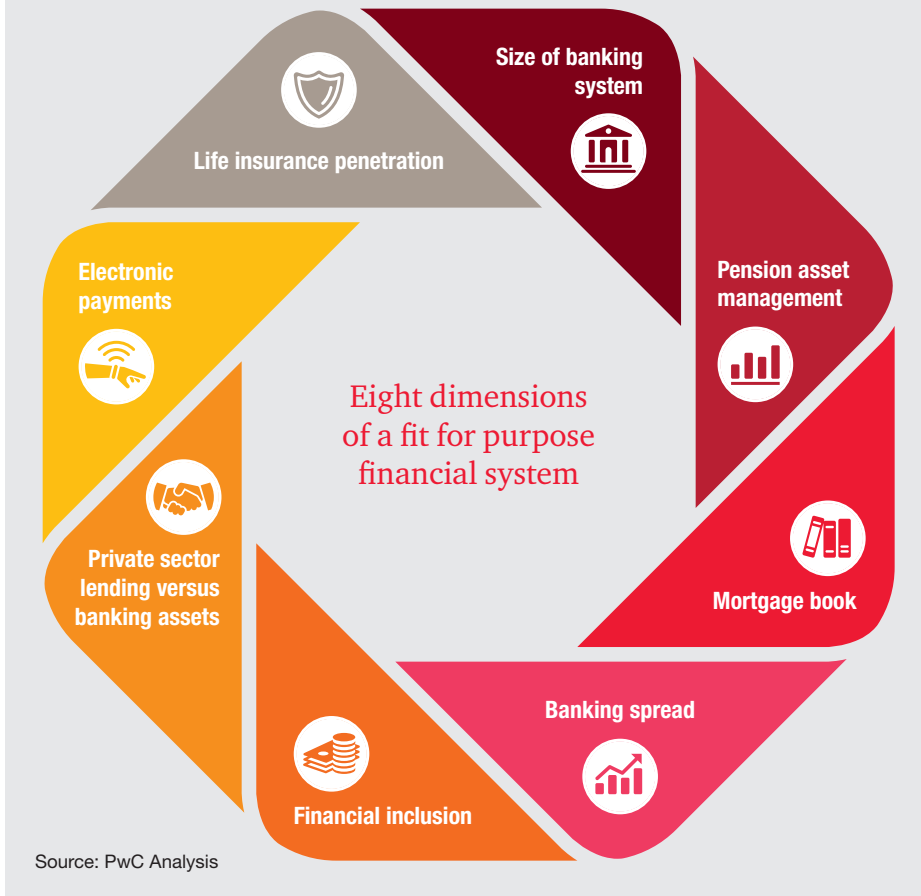 Size of banking
system
Life insurance penetration
Electronic
payments
Pension asset
management
Eight dimensions
of a fit for purpose
financial system
Private sector
lending versus
banking assets
Mortgage book
Banking spread
Financial inclusion
Source: PwC Analysis